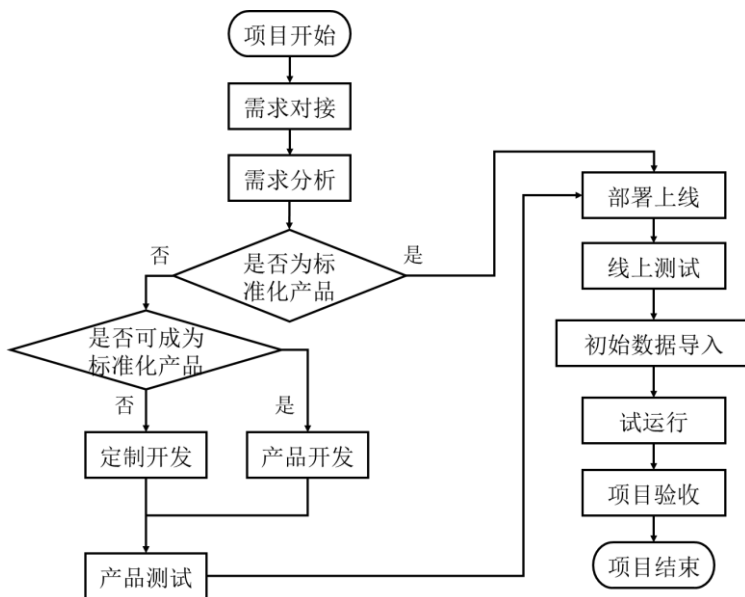 项目开始
需求对接
需求分析
是否为标
准化产品
否
是
是否可成为
标准化产品
否
是
定制开发
产品开发
产品测试
部署上线
线上测试
初始数据导入
试运行
项目验收
项目结束